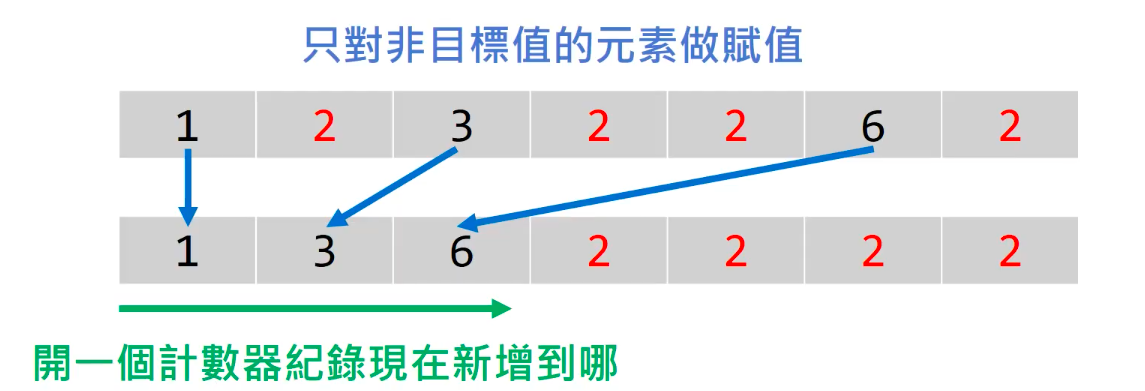 只對非目標值的元素做賦值
1 2 3 2 2 6 2
1 3 6 2 2 2 2
開一個計數器紀錄現在新增到哪